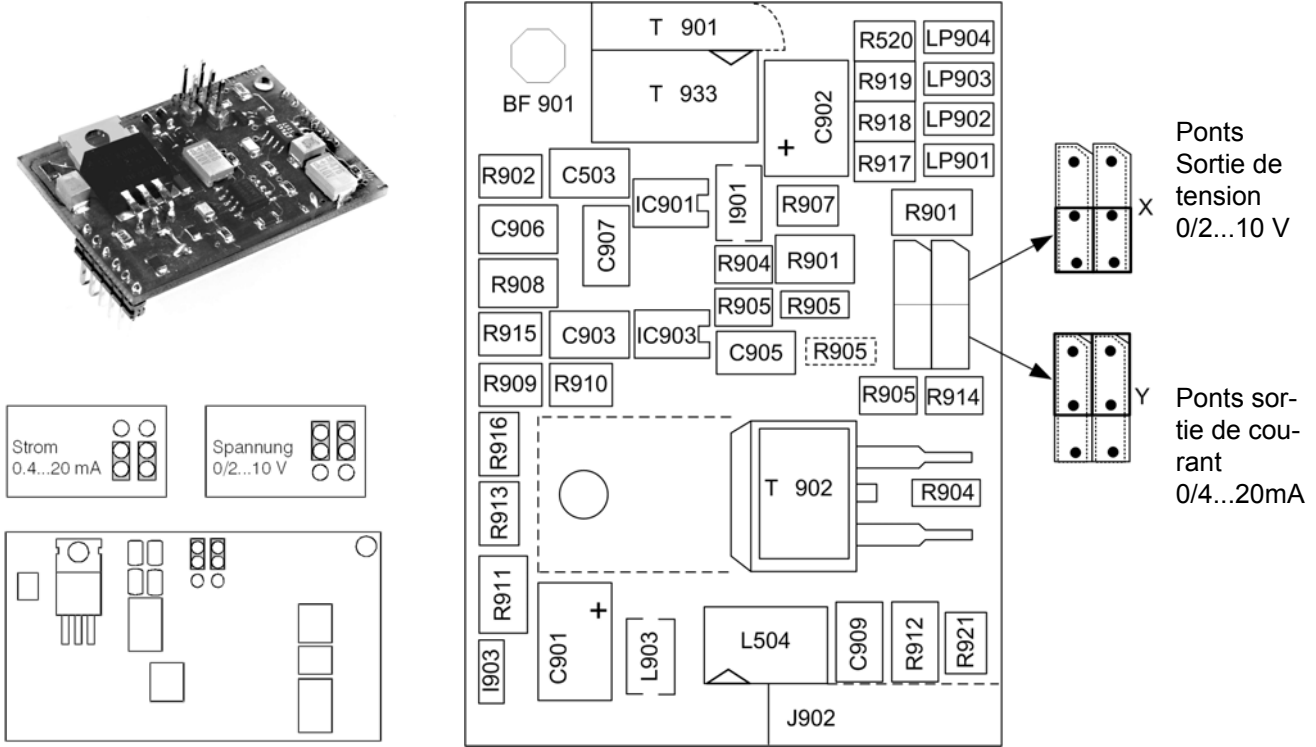 T 901
BF 901
T 933
C902
+
R520
LP904
R919
LP903
R918
LP902
R917
LP901
R902
C503
IC901
I901
R907
R901
C906
C907
R904
R901
R908
R905
R905
R915
C903
IC903
C905
R905
R909
R910
R905
R914
R916
R913
T 902
R904
R911
C901
+
L903
I903
L504
C909
R912
R921
J902
X
Ponts
Sortie de
tension
0/2...10 V
Y
Ponts sor-
tie de cou-
rant
0/4...20mA
Strom
0.4...20 mA
Spannung
0/2...10 V